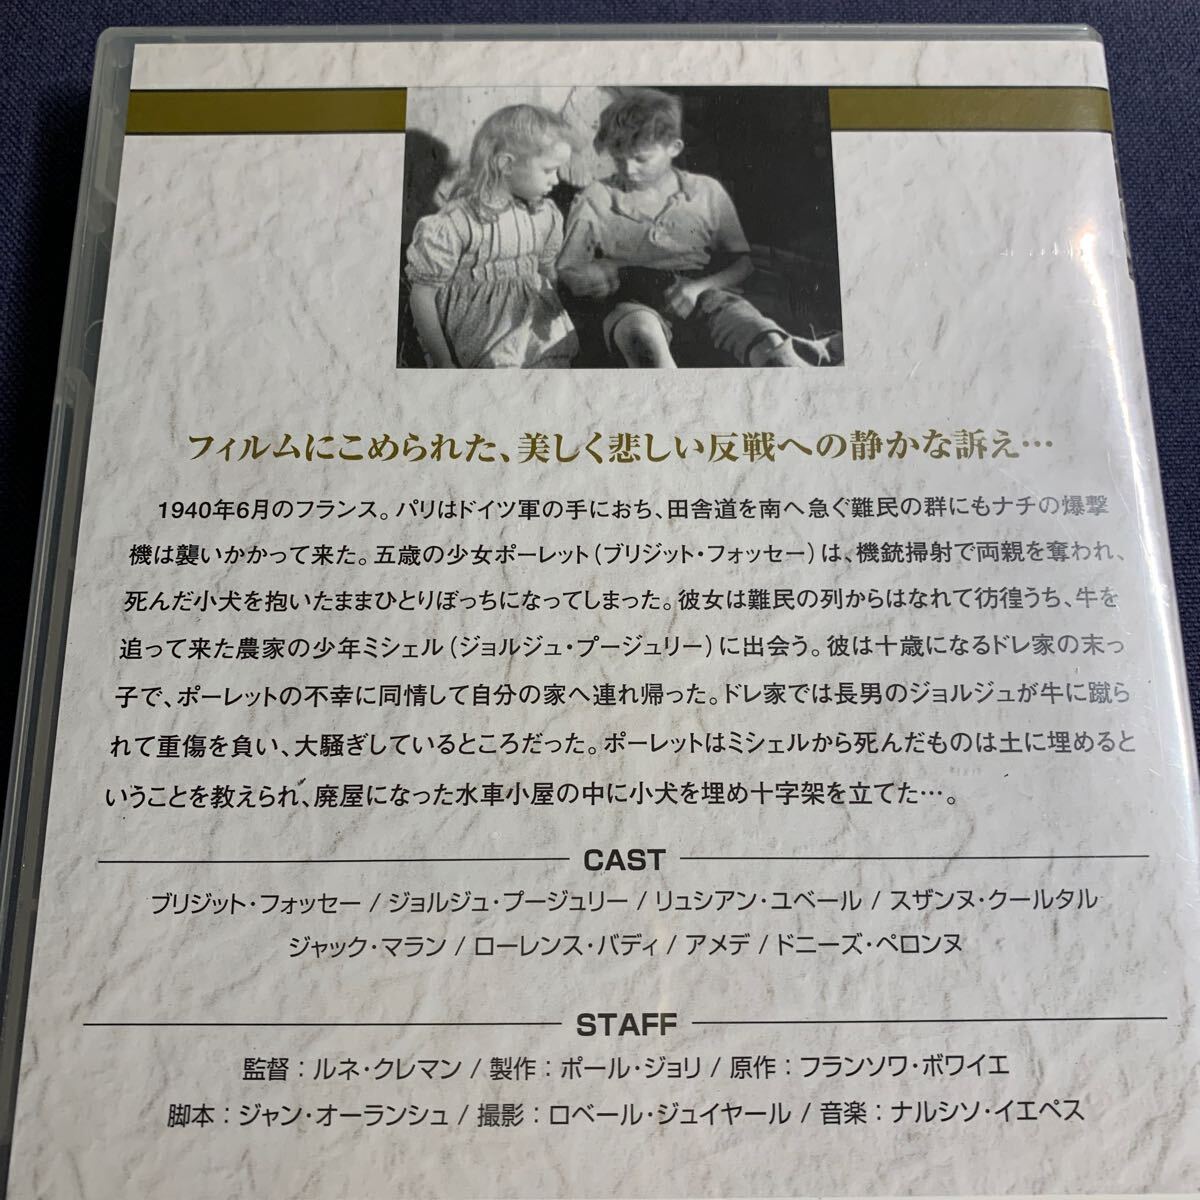 フィルムにこめられた、美しく悲しい反戦への静かな訴え…
1940年6月のフランス。パリはドイツ軍の手におち、田舎道を南へ急ぐ難民の群にもナチの爆撃
機は襲いかかって来た。五歳の少女ポーレット(ブリジット・フォッセー)は、機銃掃射で両親を奪われ、
死んだ小犬を抱いたままひとりぼっちになってしまった。彼女は難民の列からはなれて彷徨うち、牛を
追って来た農家の少年ミシェル(ジョルジュ・プージュリー)に出会う。彼は十歳になるドレ家の末っ
子で、ポーレットの不幸に同情して自分の家へ連れ帰った。ドレ家では長男のジョルジュが牛に蹴ら
れて重傷を負い、大騒ぎしているところだった。ポーレットはミシェルから死んだものは土に埋めると
いうことを教えられ、廃屋になった水車小屋の中に小犬を埋め十字架を立てた…。
CAST
ブリジット・フォッセー / ジョルジュ・プージュリー / リュシアン・ユベール / スザンヌ・クールタル
ジャック・マラン / ローレンス・バディ / アメデ / ドニーズ・ペロンヌ
STAFF
監督：ルネ・クレマン / 製作：ポール・ジョリ / 原作：フランソワ・ボワイエ
脚本：ジャン・オーランシュ / 撮影：ロベール・ジュイヤール / 音楽：ナルシソ・イエペス